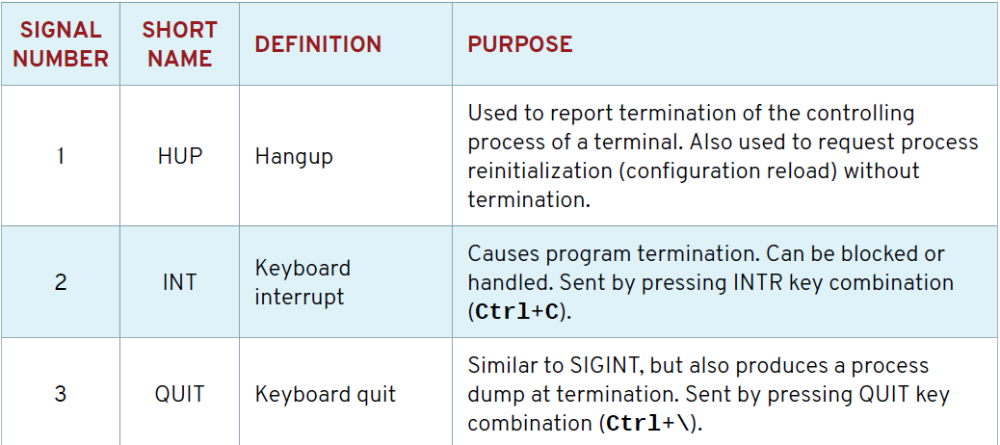 SIGNAL NUMBER
SHORT NAME
DEFINITION
PURPOSE
1
HUP
Hangup
Used to report termination of the controlling
process of a terminal. Also used to request process
reinitialization (configuration reload) without
termination.
2
INT
Keyboard
interrupt
Causes program termination. Can be blocked or
handled. Sent by pressing INTR key combination
(Ctrl+C).
3
QUIT
Keyboard quit
Similar to SIGINT, but also produces a process
dump at termination. Sent by pressing QUIT key
combination (Ctrl+\).